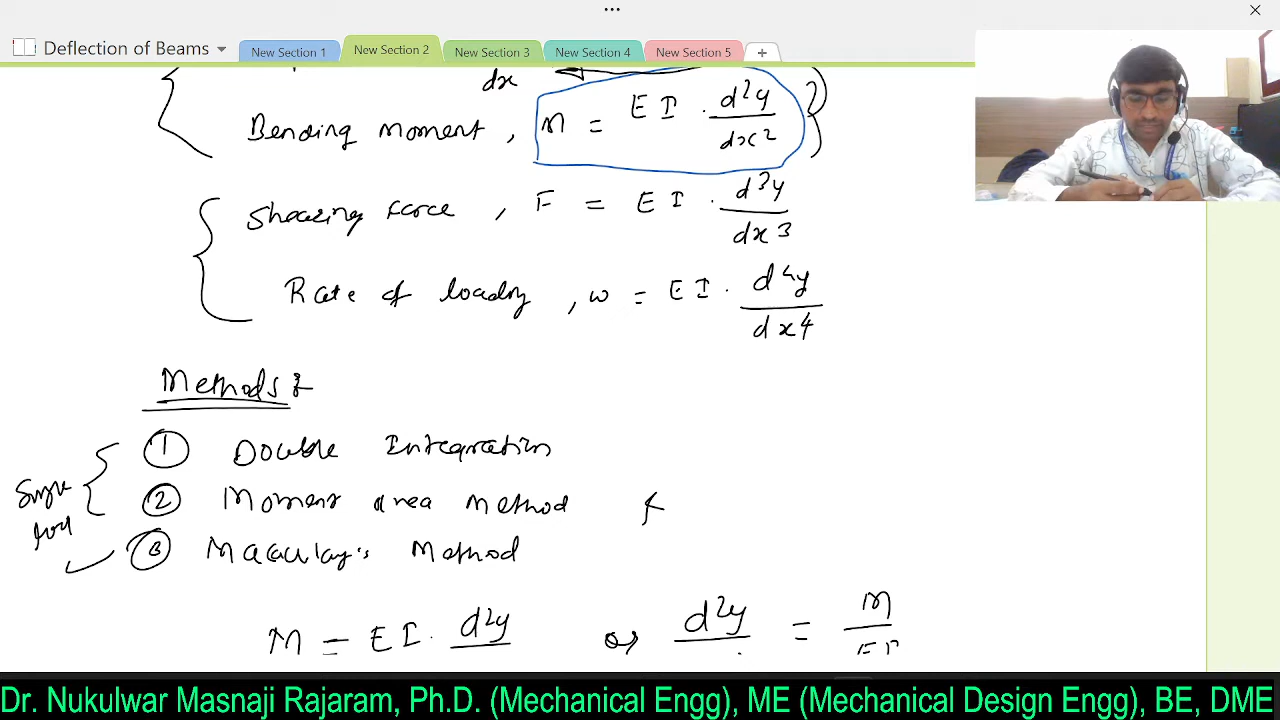 Deflection of Beams
New Section 1 New Section 2 New Section 3 New Section 4 New Section 5 +
dx
Bending moment, M = EI · d²y/dx²
Shearing force, F = EI · d³y/dx³
Rate of loading, w = EI · d⁴y/dx⁴
Methods :
1 Double Integration
2 Moment area Method
3 Macaulay's Method
M = EI · d²y or d²y = M/EI
Dr. Nukulwar Masnaji Rajaram, Ph.D. (Mechanical Engg), ME (Mechanical Design Engg), BE, DME